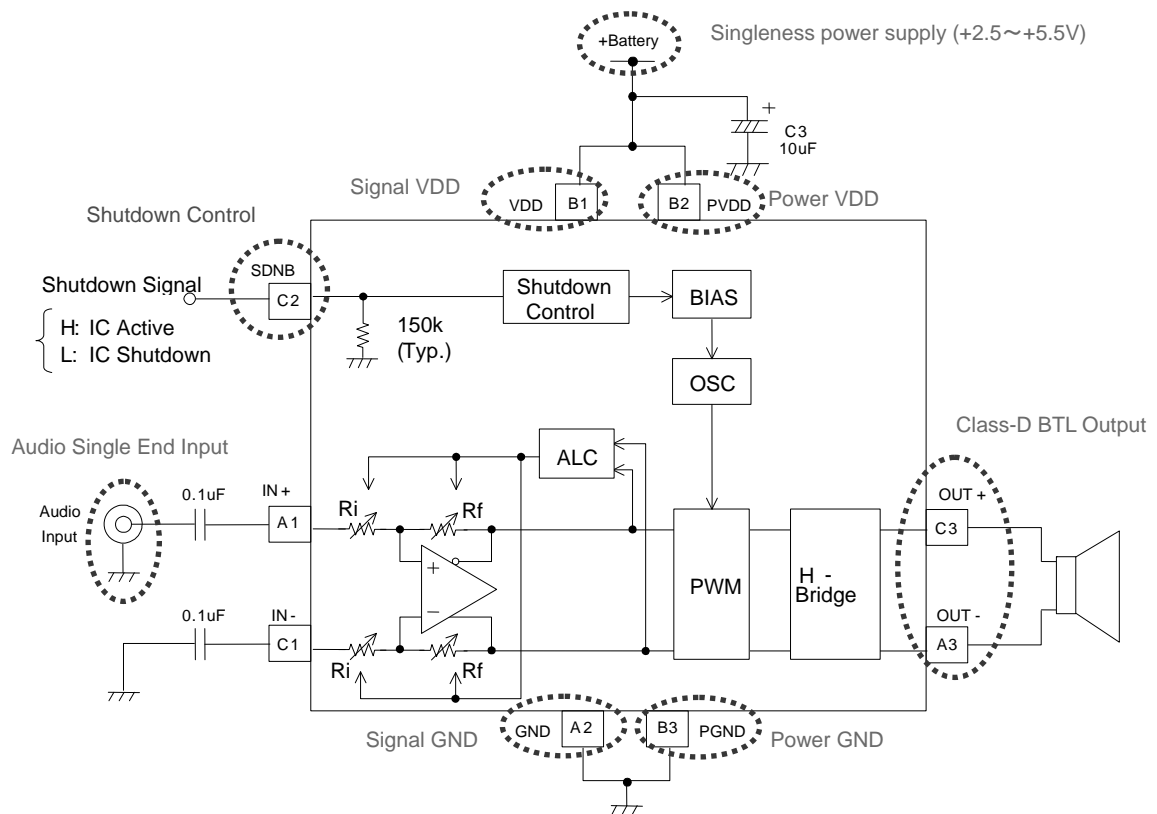 +Battery
Singleness power supply (+2.5～+5.5V)
+
C3
10uF
Signal VDD
VDD
B1
B2
PVDD
Power VDD
Shutdown Control
SDNB
C2
Shutdown Signal
H: IC Active
L: IC Shutdown
150k
(Typ.)
Shutdown
Control
BIAS
OSC
Class-D BTL Output
Audio Single End Input
ALC
OUT +
C3
0.1uF
IN+
A1
Audio
Input
Ri
Rf
+
−
PWM
H -
Bridge
0.1uF
IN-
C1
Ri
Rf
OUT -
A3
Signal GND
GND
A2
B3
PGND
Power GND